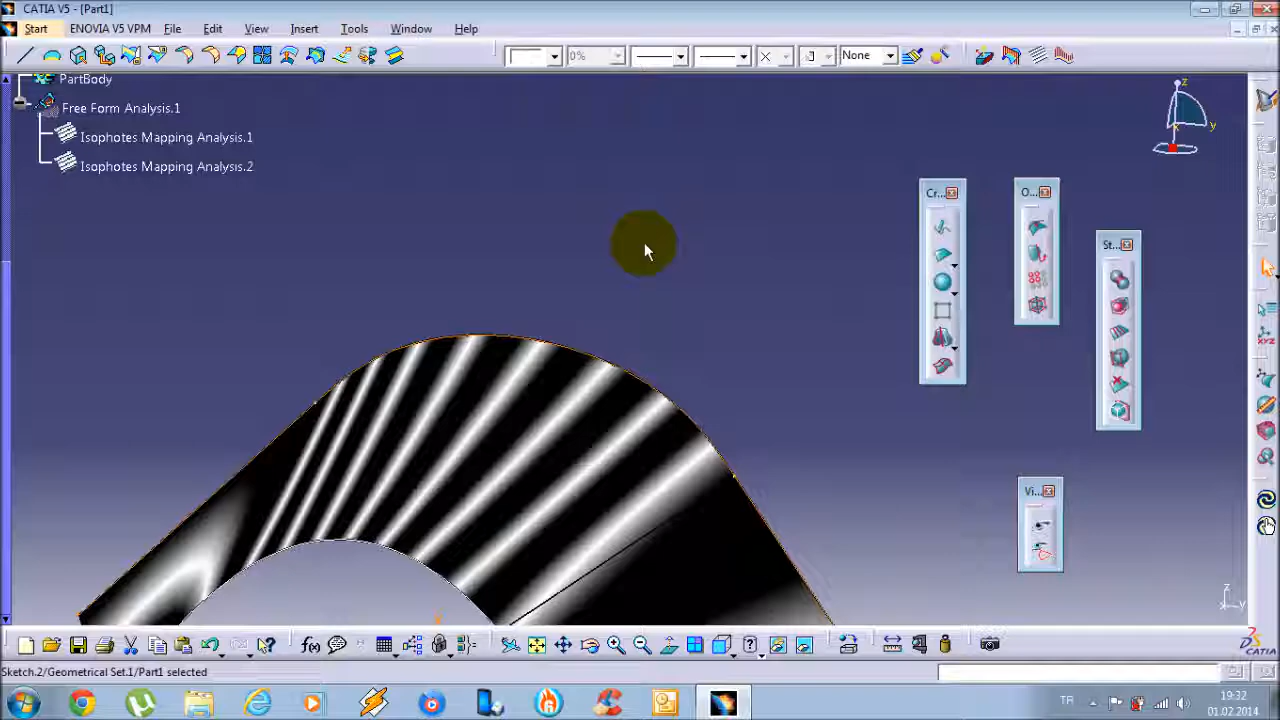 CATIA V5 - [Part1]
Start ENOVIA V5 VPM File Edit View Insert Tools Window Help
0% None
PartBody
Free Form Analysis.1
Isophotes Mapping Analysis.1
Isophotes Mapping Analysis.2
z
y
x
Cr...
O...
St...
Vi...
xyz
z
y
f(x)
Sketch.2/Geometrical Set.1/Part1 selected
CATIA
TR
19:32
01.02.2014